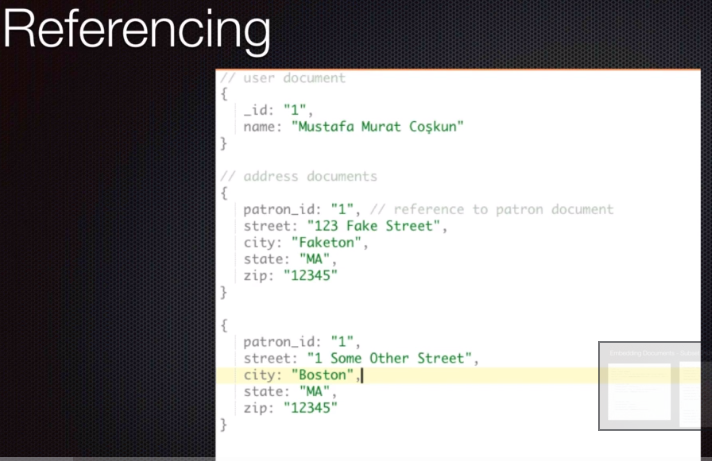 Referencing
// user document
{
_id: "1",
name: "Mustafa Murat Coşkun"
}
// address documents
{
patron_id: "1", // reference to patron document
street: "123 Fake Street",
city: "Faketon",
state: "MA",
zip: "12345"
}
{
patron_id: "1",
street: "1 Some Other Street",
city: "Boston",
state: "MA",
zip: "12345"
}